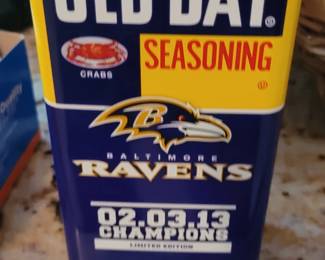 OLD BAY®
SEASONING
CRABS
B
BALTIMORE
RAVENS
02.03.13
CHAMPIONS
LIMITED EDITION